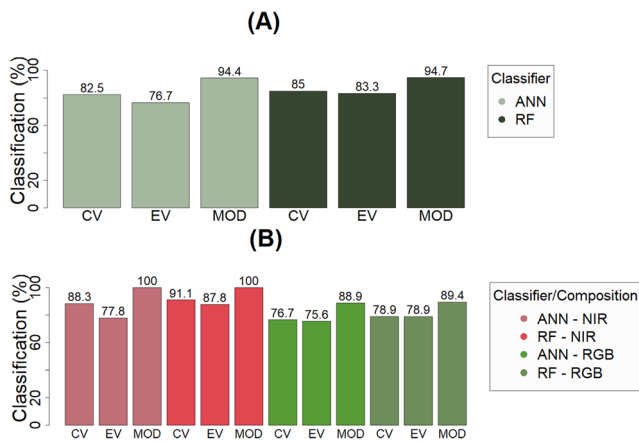 (A)
Classification (%)
0 20 60 100
82.5 76.7 94.4 85 83.3 94.7
CV EV MOD CV EV MOD
Classifier
ANN
RF
(B)
Classification (%)
0 20 60 100
88.3 77.8 100 91.1 87.8 100 76.7 75.6 88.9 78.9 78.9 89.4
CV EV MOD CV EV MOD CV EV MOD CV EV MOD
Classifier/Composition
ANN - NIR
RF - NIR
ANN - RGB
RF - RGB